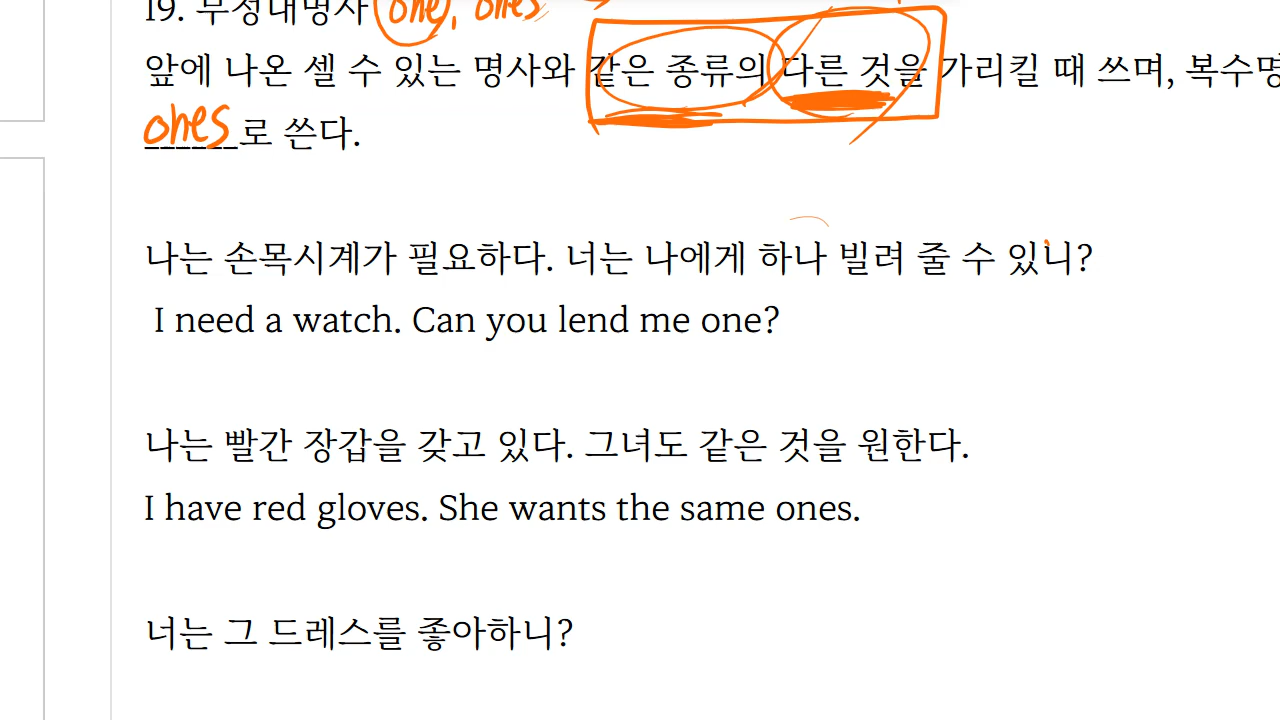 19. 부정대명사 one, ones
앞에 나온 셀 수 있는 명사와 같은 종류의 다른 것을 가리킬 때 쓰며, 복수명
ones로 쓴다.
나는 손목시계가 필요하다. 너는 나에게 하나 빌려 줄 수 있니?
I need a watch. Can you lend me one?
나는 빨간 장갑을 갖고 있다. 그녀도 같은 것을 원한다.
I have red gloves. She wants the same ones.
너는 그 드레스를 좋아하니?